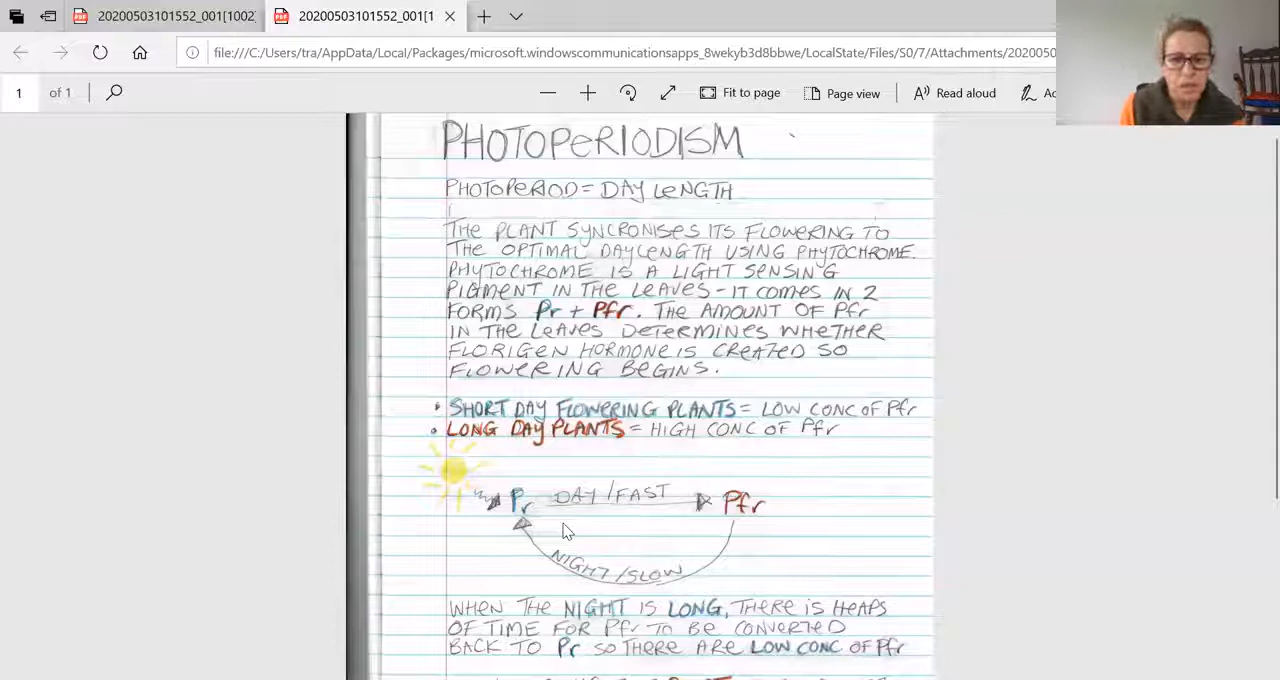 20200503101552_001[1002]
20200503101552_001[1
file:///C:/Users/tra/AppData/Local/Packages/microsoft.windowscommunicationsapps_8wekyb3d8bbwe/LocalState/Files/S0/7/Attachments/2020050
1 of 1
Fit to page
Page view
Read aloud
Ac
PHOTOPERIODISM
PHOTOPERIOD = DAY LENGTH
THE PLANT SYNCRONISES ITS FLOWERING TO
THE OPTIMAL DAYLENGTH USING PHYTOCHROME.
PHYTOCHROME IS A LIGHT SENSING
PIGMENT IN THE LEAVES - IT COMES IN 2
FORMS Pr + Pfr. THE AMOUNT OF Pfr
IN THE LEAVES DETERMINES WHETHER
FLORIGEN HORMONE IS CREATED SO
FLOWERING BEGINS.
• SHORT DAY FLOWERING PLANTS = LOW CONC OF Pfr
• LONG DAY PLANTS = HIGH CONC OF Pfr
Pr DAY/FAST Pfr
NIGHT/SLOW
WHEN THE NIGHT IS LONG, THERE IS HEAPS
OF TIME FOR Pfr TO BE CONVERTED
BACK TO Pr SO THERE ARE LOW CONC OF Pfr